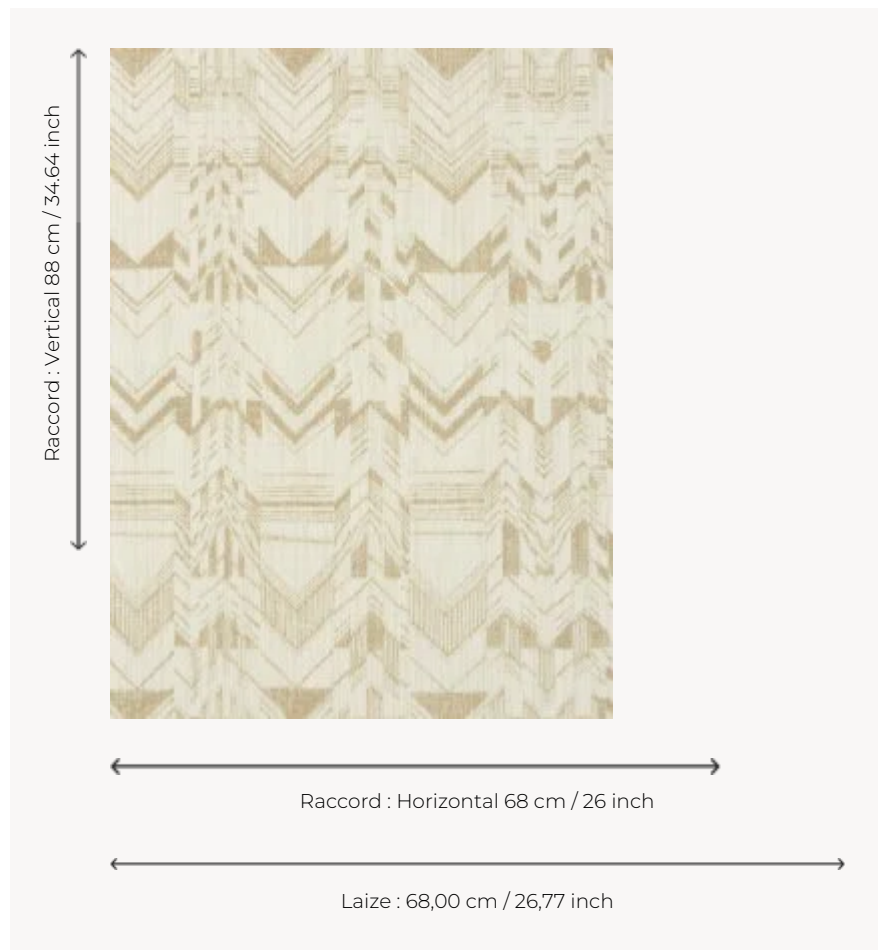 Raccord : Vertical 88 cm / 34.64 inch
Raccord : Horizontal 68 cm / 26 inch
Laize : 68,00 cm / 26,77 inch